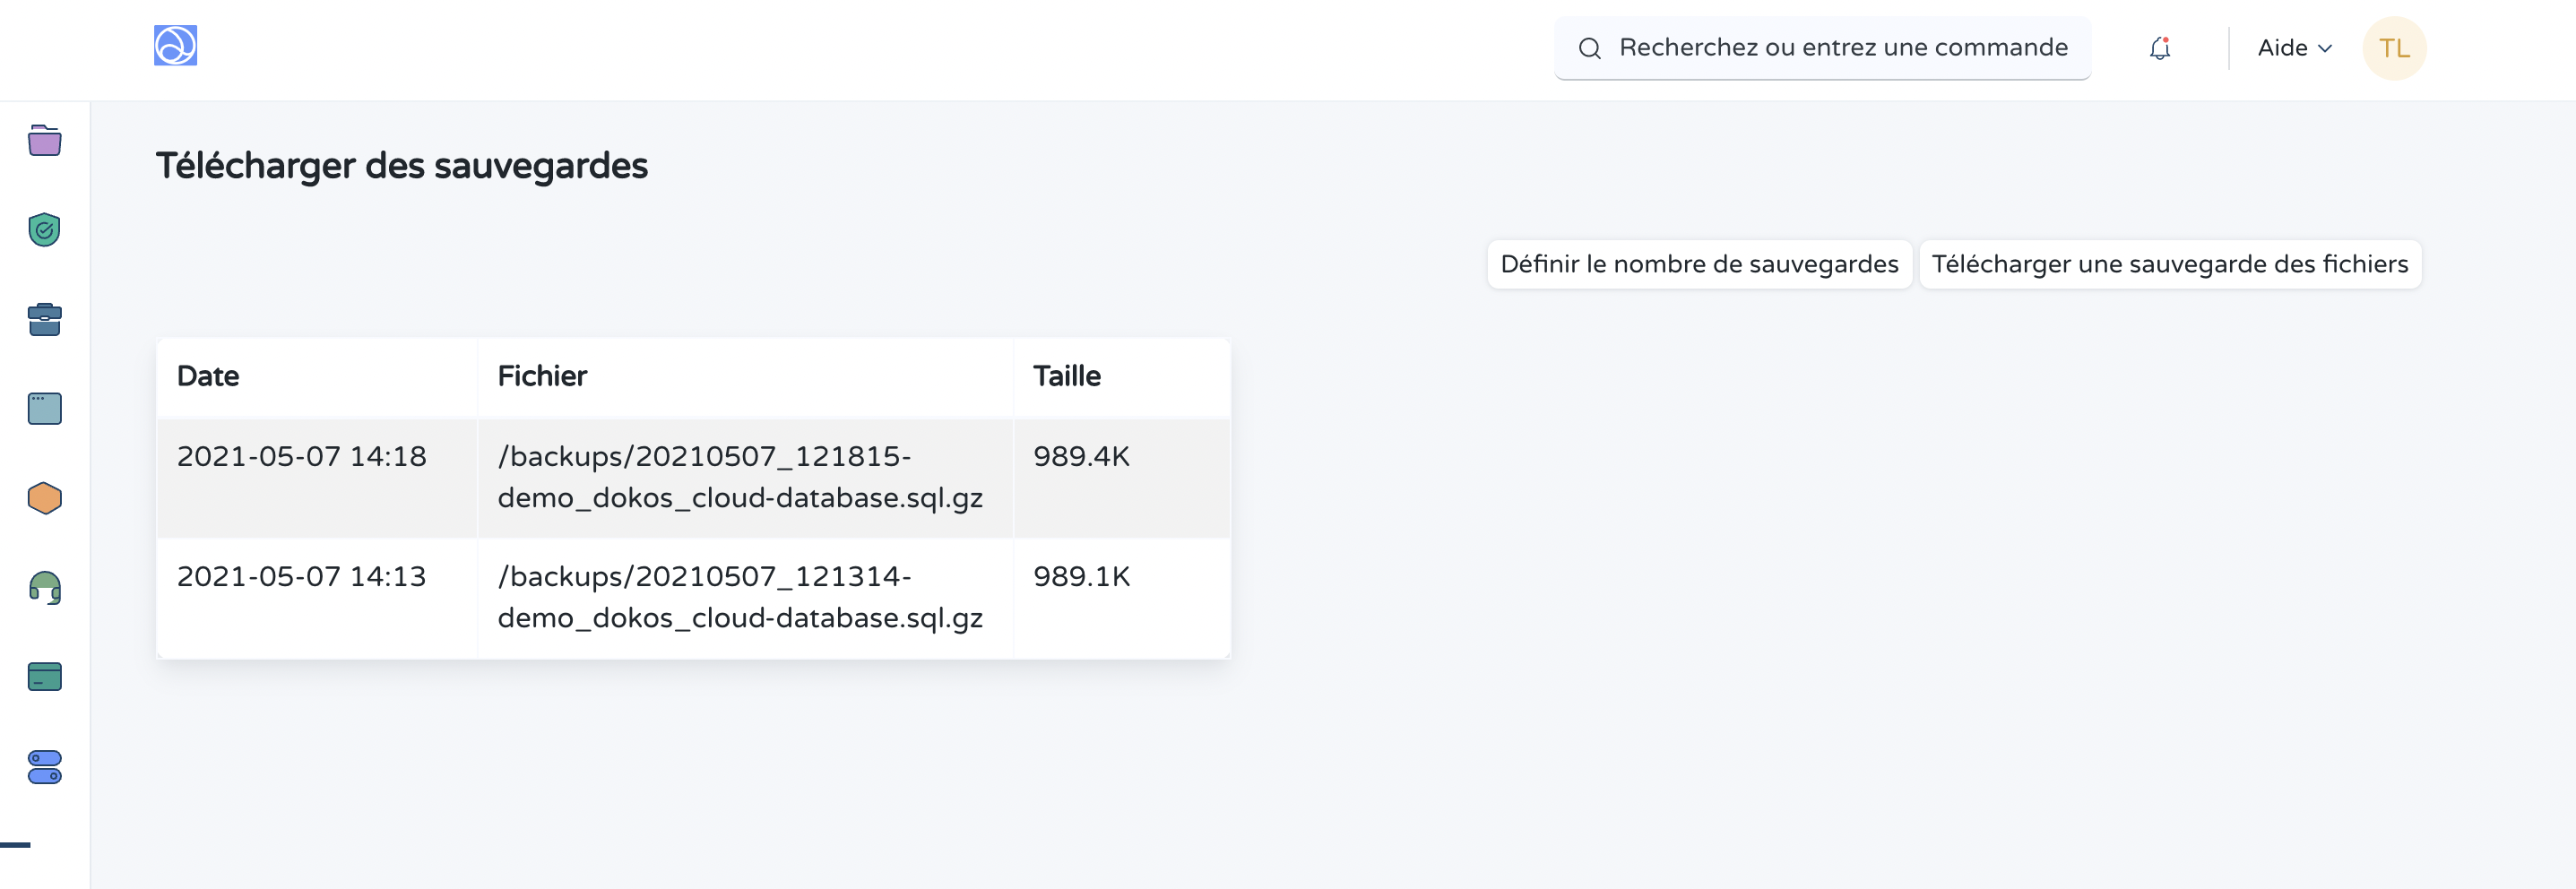 Recherchez ou entrez une commande
Aide
TL
Télécharger des sauvegardes
Définir le nombre de sauvegardes
Télécharger une sauvegarde des fichiers
Date Fichier Taille
2021-05-07 14:18 /backups/20210507_121815- 989.4K
demo_dokos_cloud-database.sql.gz
2021-05-07 14:13 /backups/20210507_121314- 989.1K
demo_dokos_cloud-database.sql.gz